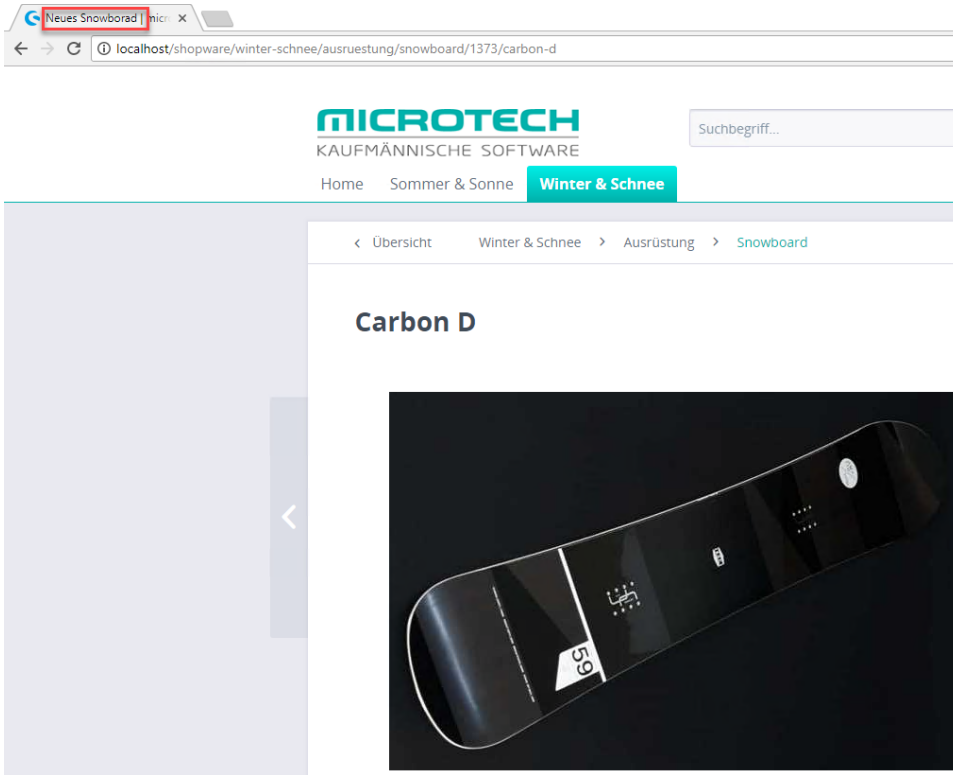 Neues Snowborad | micr
localhost/shopware/winter-schnee/ausruestung/snowboard/1373/carbon-d
MICROTECH
KAUFMÄNNISCHE SOFTWARE
Suchbegriff...
Home Sommer & Sonne Winter & Schnee
Übersicht Winter & Schnee > Ausrüstung > Snowboard
Carbon D
59